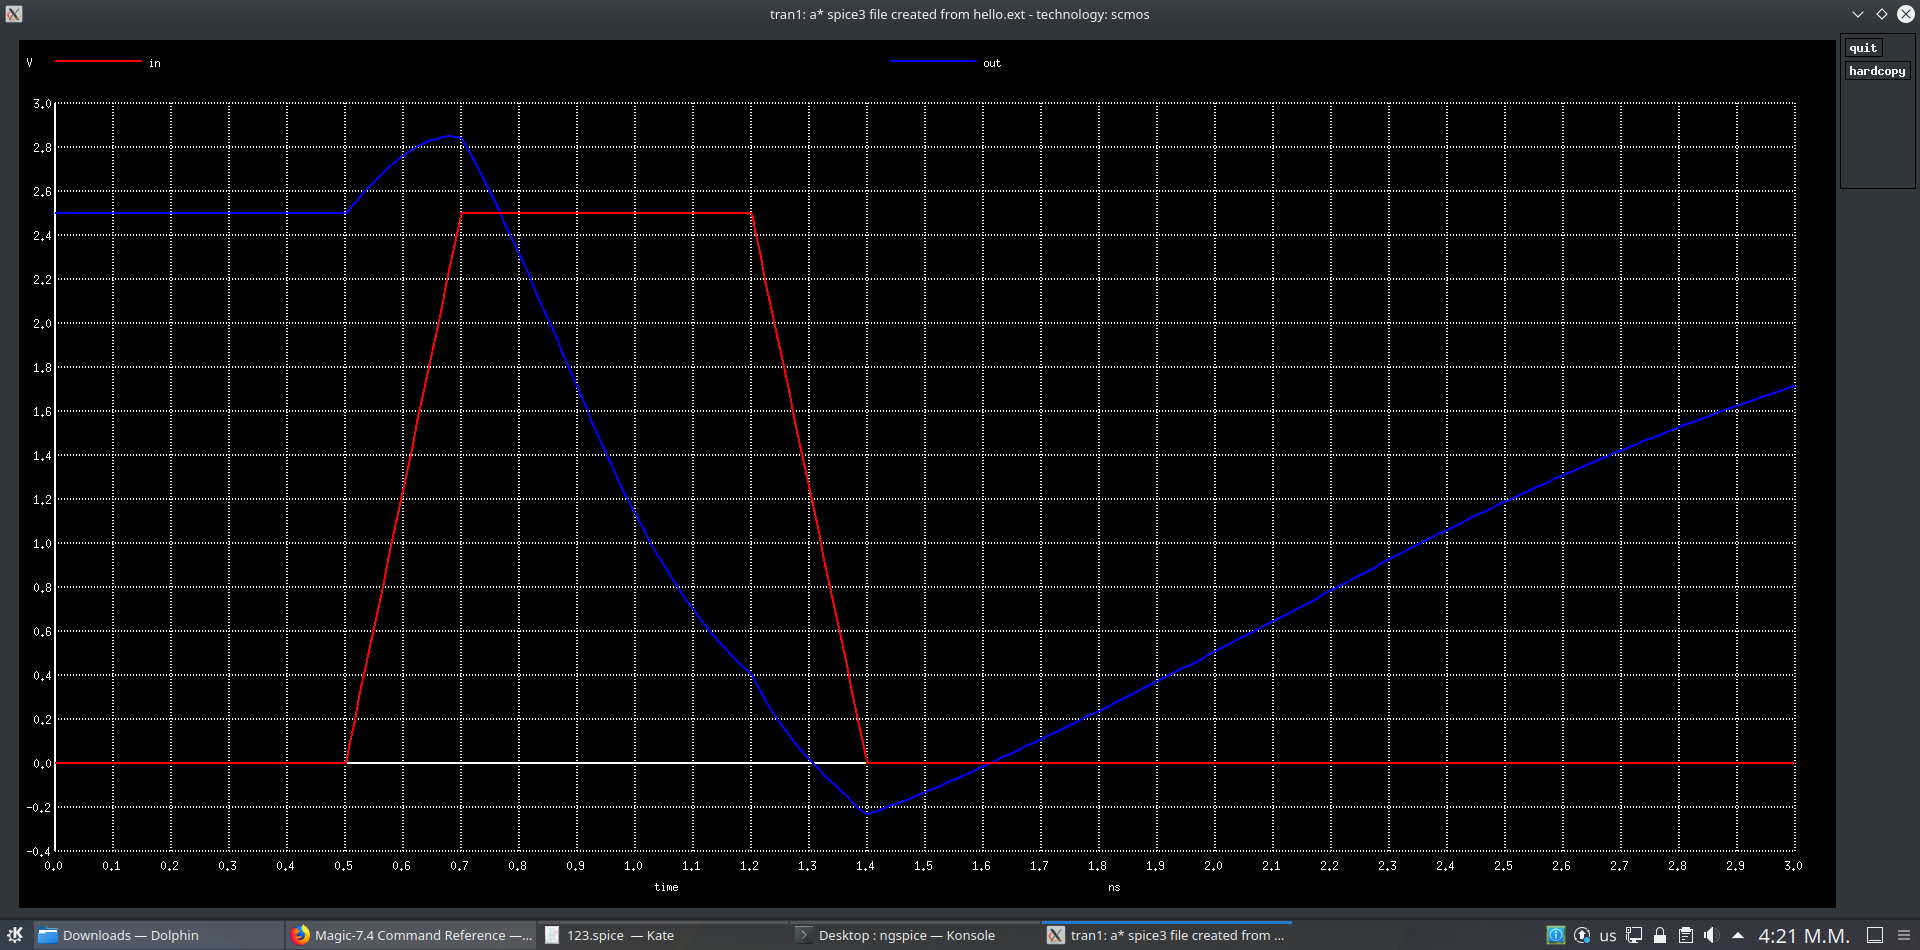 tran1: a* spice3 file created from hello.ext - technology: scmos
quit
hardcopy
V in out
3.0
2.8
2.6
2.4
2.2
2.0
1.8
1.6
1.4
1.2
1.0
0.8
0.6
0.4
0.2
0.0
-0.2
-0.4
0.0 0.1 0.2 0.3 0.4 0.5 0.6 0.7 0.8 0.9 1.0 1.1 1.2 1.3 1.4 1.5 1.6 1.7 1.8 1.9 2.0 2.1 2.2 2.3 2.4 2.5 2.6 2.7 2.8 2.9 3.0
time ns
Downloads — Dolphin Magic-7.4 Command Reference —... 123.spice — Kate Desktop : ngspice — Konsole tran1: a* spice3 file created from ... us 4:21 M.M.